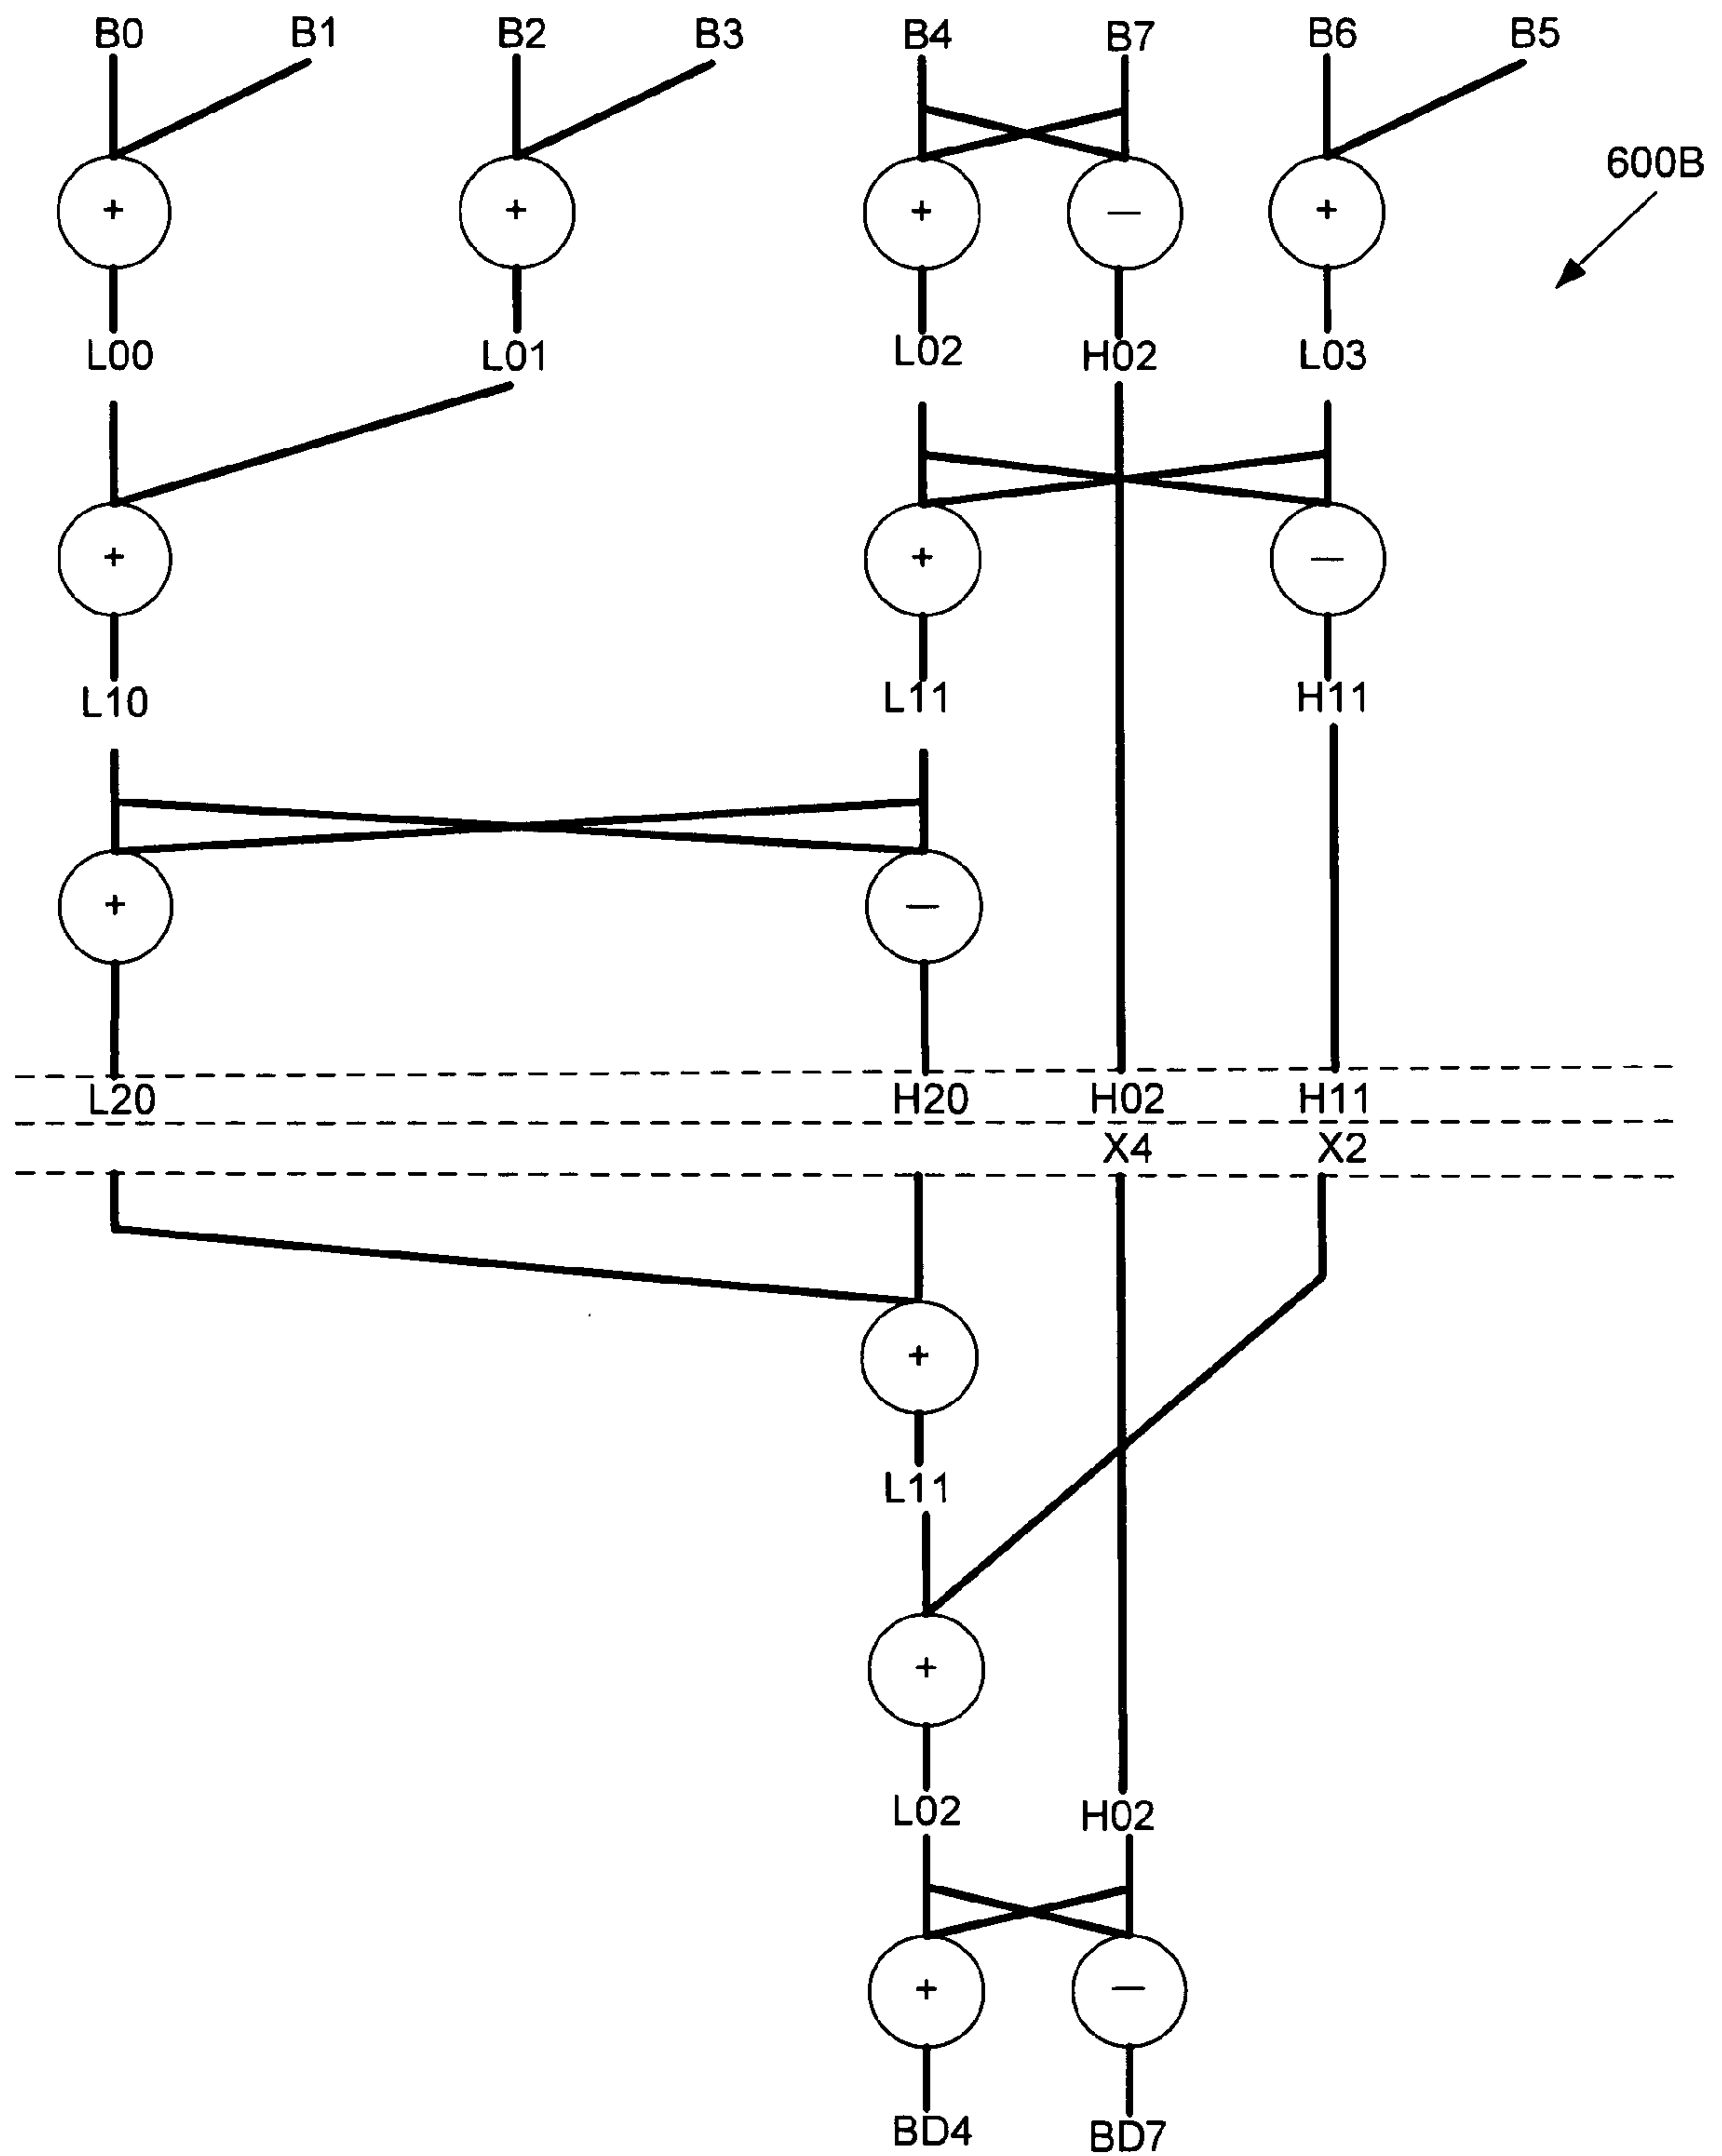 B0 B1 B2 B3 B4 B7 B6 B5
600B
+ + + — +
L00 L01 L02 H02 L03
+ + —
L10 L11 H11
+ —
L20 H20 H02 H11
X4 X2
+
L11
+
L02 H02
+ —
BD4 BD7